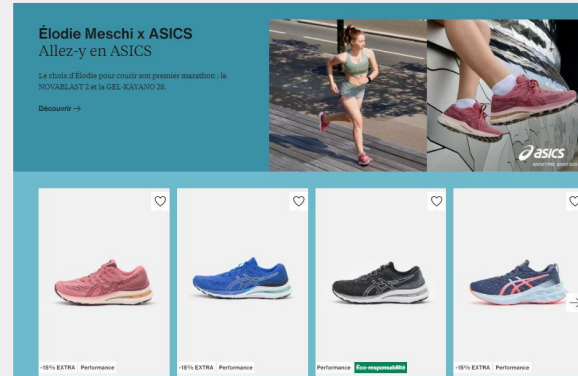 Élodie Meschi x ASICS
Allez-y en ASICS
Le choix d'Élodie pour courir son premier marathon : la
NOVABLAST 2 et la GEL-KAYANO 28.
Découvrir →
asics
-15% EXTRA Performance
-15% EXTRA Performance
Performance Éco-responsabilité
-15% EXTRA Performance